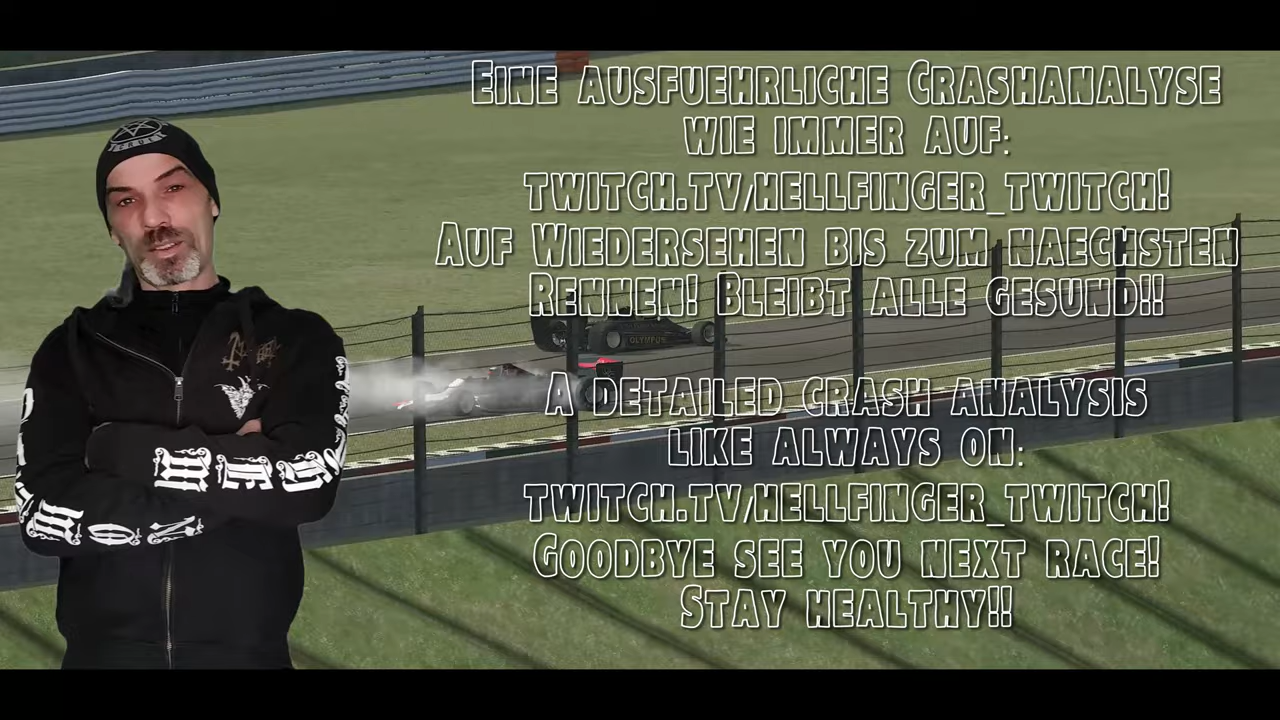 Eine ausfuehrliche Crashanalyse
wie immer auf:
twitch.tv/hellfinger_twitch!
Auf Wiedersehen bis zum naechsten
Rennen! Bleibt alle gesund!!
A detailed crash analysis
like always on:
twitch.tv/hellfinger_twitch!
Goodbye see you next race!
Stay healthy!!
OLYMPUS